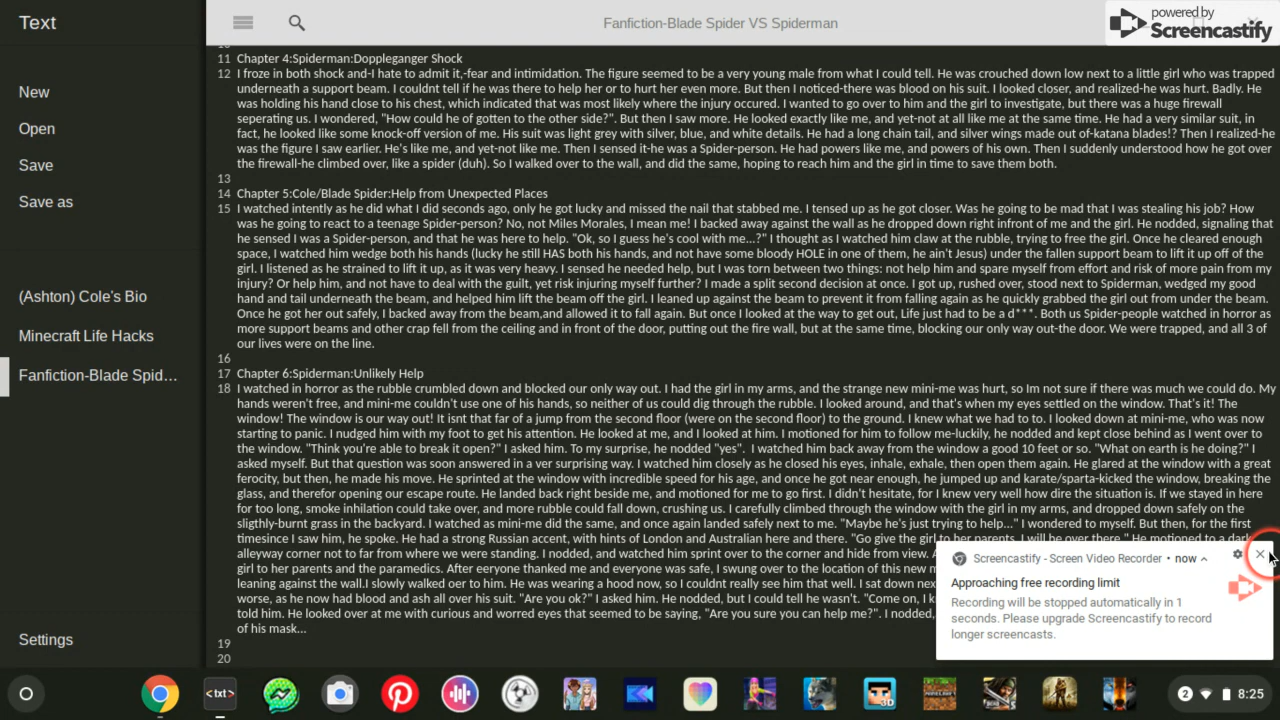 Text
Fanfiction-Blade Spider VS Spiderman
powered by
Screencastify
New
Open
Save
Save as
(Ashton) Cole's Bio
Minecraft Life Hacks
Fanfiction-Blade Spid…
Settings
11 Chapter 4:Spiderman:Doppleganger Shock
12 I froze in both shock and-I hate to admit it,-fear and intimidation. The figure seemed to be a very young male from what I could tell. He was crouched down low next to a little girl who was trapped
underneath a support beam. I couldnt tell if he was there to help her or to hurt her even more. But then I noticed-there was blood on his suit. I looked closer, and realized-he was hurt. Badly. He
was holding his hand close to his chest, which indicated that was most likely where the injury occured. I wanted to go over to him and the girl to investigate, but there was a huge firewall
seperating us. I wondered, "How could he of gotten to the other side?". But then I saw more. He looked exactly like me, and yet-not at all like me at the same time. He had a very similar suit, in
fact, he looked like some knock-off version of me. His suit was light grey with silver, blue, and white details. He had a long chain tail, and silver wings made out of-katana blades!? Then I realized-he
was the figure I saw earlier. He's like me, and yet-not like me. Then I sensed it-he was a Spider-person. He had powers like me, and powers of his own. Then I suddenly understood how he got over
the firewall-he climbed over, like a spider (duh). So I walked over to the wall, and did the same, hoping to reach him and the girl in time to save them both.
13
14 Chapter 5:Cole/Blade Spider:Help from Unexpected Places
15 I watched intently as he did what I did seconds ago, only he got lucky and missed the nail that stabbed me. I tensed up as he got closer. Was he going to be mad that I was stealing his job? How
was he going to react to a teenage Spider-person? No, not Miles Morales, I mean me! I backed away against the wall as he dropped down right infront of me and the girl. He nodded, signaling that
he sensed I was a Spider-person, and that he was here to help. "Ok, so I guess he's cool with me...?" I thought as I watched him claw at the rubble, trying to free the girl. Once he cleared enough
space, I watched him wedge both his hands (lucky he still HAS both his hands, and not have some bloody HOLE in one of them, he ain't Jesus) under the fallen support beam to lift it up off of the
girl. I listened as he strained to lift it up, as it was very heavy. I sensed he needed help, but I was torn between two things: not help him and spare myself from effort and risk of more pain from my
injury? Or help him, and not have to deal with the guilt, yet risk injuring myself further? I made a split second decision at once. I got up, rushed over, stood next to Spiderman, wedged my good
hand and tail underneath the beam, and helped him lift the beam off the girl. I leaned up against the beam to prevent it from falling again as he quickly grabbed the girl out from under the beam.
Once he got her out safely, I backed away from the beam,and allowed it to fall again. But once I looked at the way to get out, Life just had to be a d***. Both us Spider-people watched in horror as
more support beams and other crap fell from the ceiling and in front of the door, putting out the fire wall, but at the same time, blocking our only way out-the door. We were trapped, and all 3 of
our lives were on the line.
16
17 Chapter 6:Spiderman:Unlikely Help
18 I watched in horror as the rubble crumbled down and blocked our only way out. I had the girl in my arms, and the strange new mini-me was hurt, so Im not sure if there was much we could do. My
hands weren't free, and mini-me couldn't use one of his hands, so neither of us could dig through the rubble. I looked around, and that's when my eyes settled on the window. That's it! The
window! The window is our way out! It isnt that far of a jump from the second floor (were on the second floor) to the ground. I knew what we had to to. I looked down at mini-me, who was now
starting to panic. I nudged him with my foot to get his attention. He looked at me, and I looked at him. I motioned for him to follow me-luckily, he nodded and kept close behind as I went over to
the window. "Think you're able to break it open?" I asked him. To my surprise, he nodded "yes". I watched him back away from the window a good 10 feet or so. "What on earth is he doing?" I
asked myself. But that question was soon answered in a ver surprising way. I watched him closely as he closed his eyes, inhale, exhale, then open them again. He glared at the window with a great
ferocity, but then, he made his move. He sprinted at the window with incredible speed for his age, and once he got near enough, he jumped up and karate/sparta-kicked the window, breaking the
glass, and therefor opening our escape route. He landed back right beside me, and motioned for me to go first. I didn't hesitate, for I knew very well how dire the situation is. If we stayed in here
for too long, smoke inhilation could take over, and more rubble could fall down, crushing us. I carefully climbed through the window with the girl in my arms, and dropped down safely on the
sligthly-burnt grass in the backyard. I watched as mini-me did the same, and once again landed safely next to me. "Maybe he's just trying to help..." I wondered to myself. But then, for the first
timesince I saw him, he spoke. He had a strong Russian accent, with hints of London and Australian here and there. "Go give the girl to her parents. I will be over there." He motioned to a dark
alleyway corner not to far from where we were standing. I nodded, and watched him sprint over to the corner and hide from view.
girl to her parents and the paramedics. After eeryone thanked me and everyone was safe, I swung over to the location of this new m
leaning against the wall.I slowly walked oer to him. He was wearing a hood now, so I couldnt really see him that well. I sat down nex
worse, as he now had blood and ash all over his suit. "Are you ok?" I asked him. He nodded, but I could tell he wasn't. "Come on, I k
told him. He looked over at me with curious and worred eyes that seemed to be saying, "Are you sure you can help me?". I nodded,
of his mask...
19
20
Screencastify - Screen Video Recorder • now
Approaching free recording limit
Recording will be stopped automatically in 1
seconds. Please upgrade Screencastify to record
longer screencasts.
<txt>
3D
2
8:25